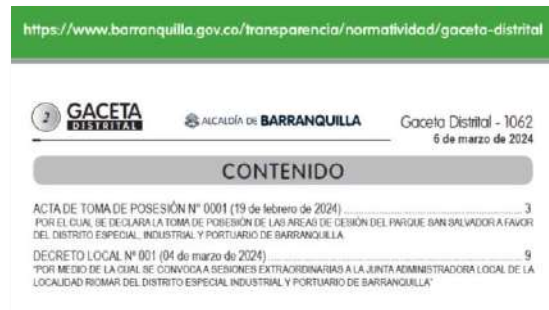 https://www.barranquilla.gov.co/transparencia/normatividad/gaceta-distrital
2 GACETA DISTRITAL
ALCALDÍA DE BARRANQUILLA
Gaceta Distrital - 1062
6 de marzo de 2024
CONTENIDO
ACTA DE TOMA DE POSESIÓN N° 0001 (19 de febrero de 2024) 3
POR EL CUAL SE DECLARA LA TOMA DE POSESIÓN DE LAS AREAS DE CESIÓN DEL PARQUE SAN SALVADOR A FAVOR
DEL DISTRITO ESPECIAL, INDUSTRIAL Y PORTUARIO DE BARRANQUILLA
DECRETO LOCAL N° 001 (04 de marzo de 2024) 9
"POR MEDIO DE LA CUAL SE CONVOCA A SESIONES EXTRAORDINARIAS A LA JUNTA ADMINISTRADORA LOCAL DE LA
LOCALIDAD RIOMAR DEL DISTRITO ESPECIAL INDUSTRIAL Y PORTUARIO DE BARRANQUILLA"